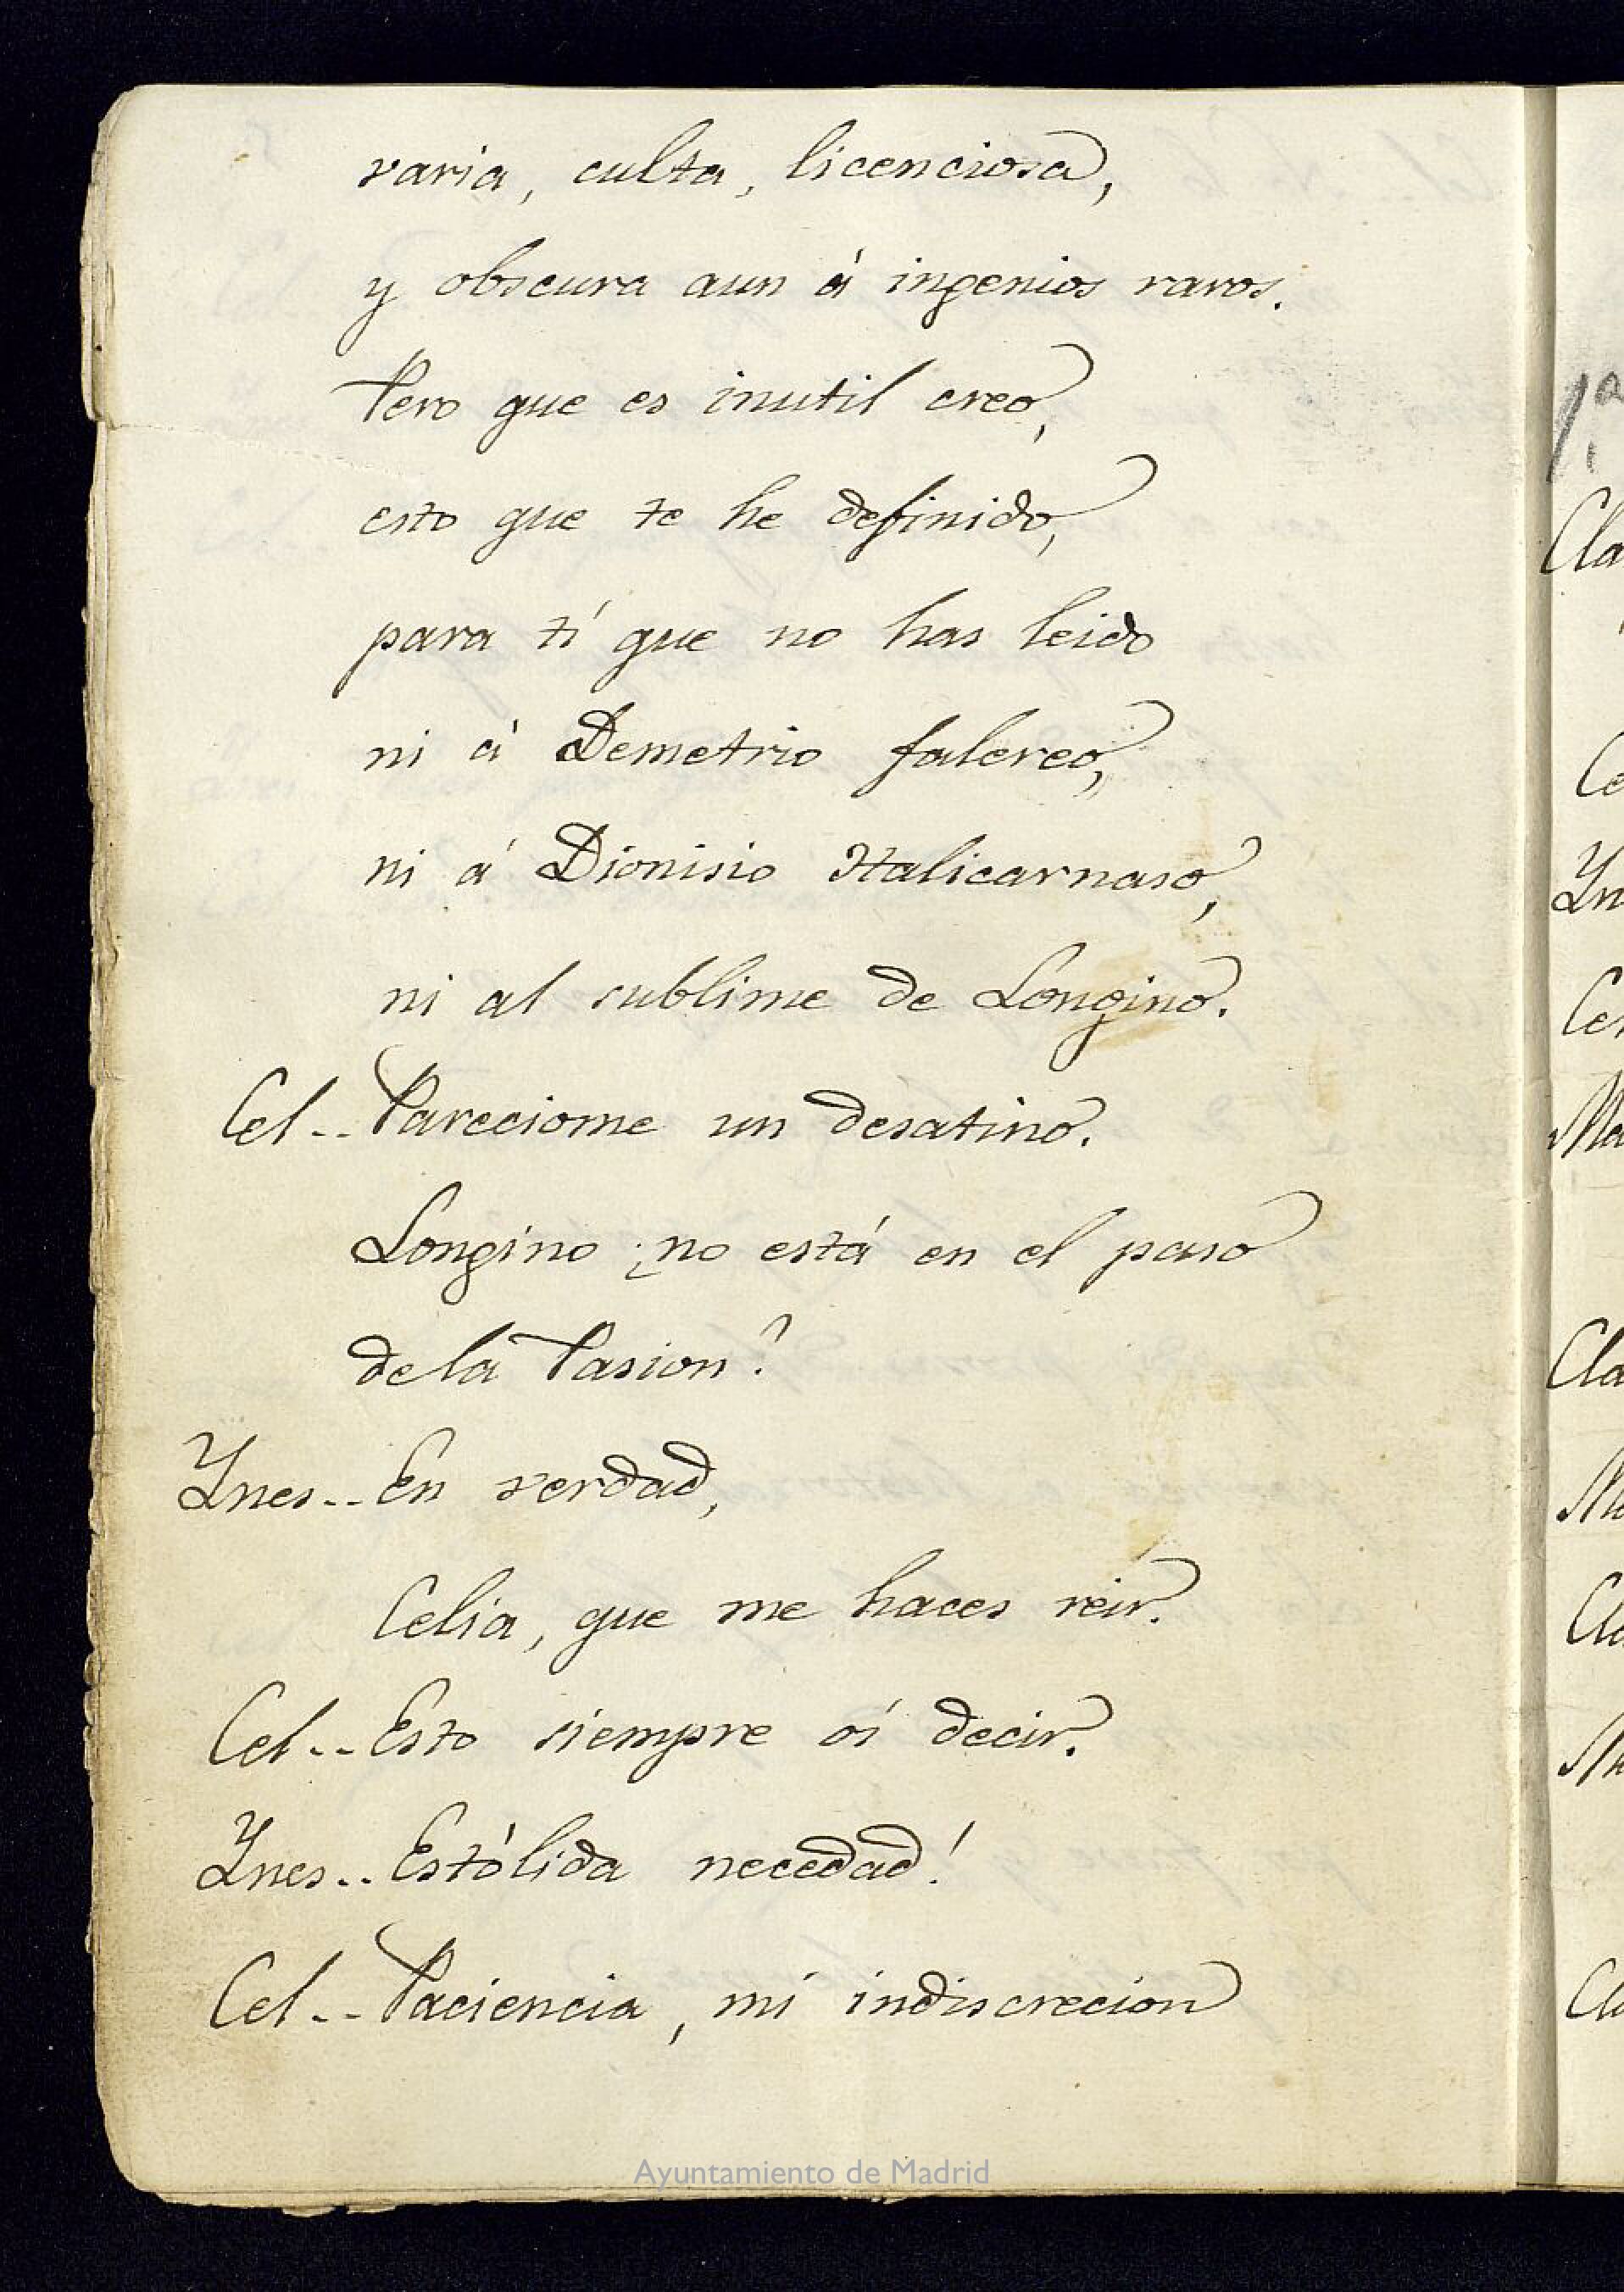 varia, culta, licenciosa,
y obscura aun á ingenios raros.
Pero que es inutil creo,
esto que te he definido,
para tí que no has leido
ni á Demetrio falereo,
ni á Dionisio Halicarnaso,
ni al sublime de Longino.
Cel.. Pareciome un desatino.
Longino ¿no está en el paso
de la Pasion?
Ynes.. En verdad,
Celia, que me haces reir.
Cel.. Esto siempre oí decir.
Ynes.. Estólida necedad!
Cel.. Paciencia, mi indiscrecion
Ayuntamiento de Madrid